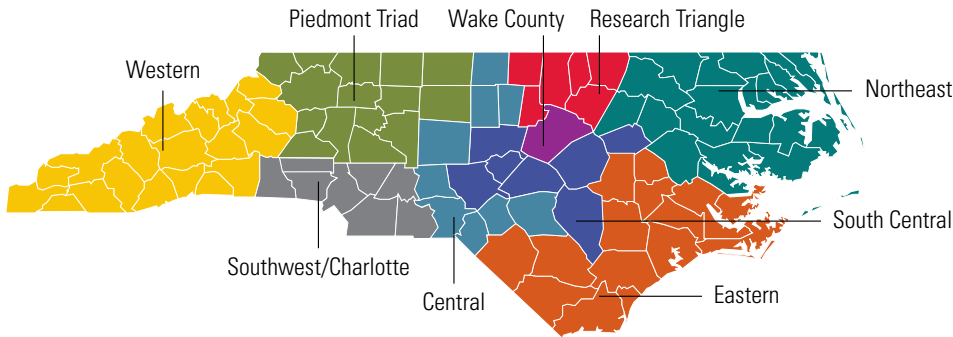 Piedmont Triad
Wake County
Research Triangle
Western
Northeast
South Central
Southwest/Charlotte
Central
Eastern